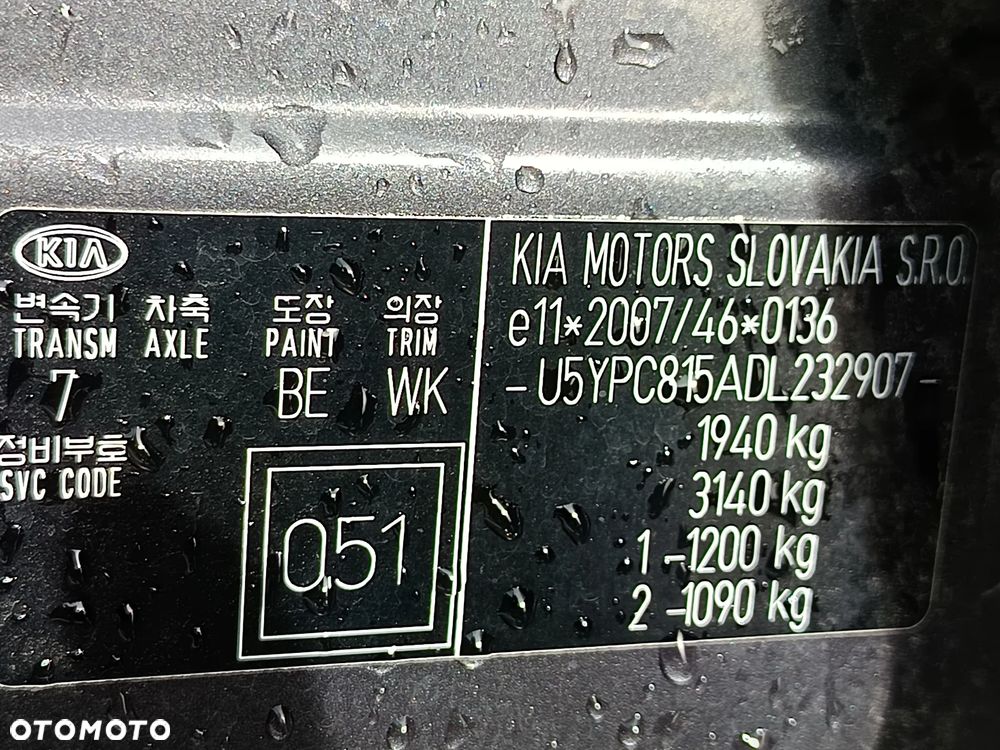 KIA
변속기 차축 도장 의장
TRANSM AXLE PAINT TRIM
7 BE WK
정비부호
SVC CODE
051
KIA MOTORS SLOVAKIA S.R.O.
e11*2007/46*0136
- U5YPC815ADL232907 -
1940 kg
3140 kg
1 -1200 kg
2 -1090 kg
OTOMOTO